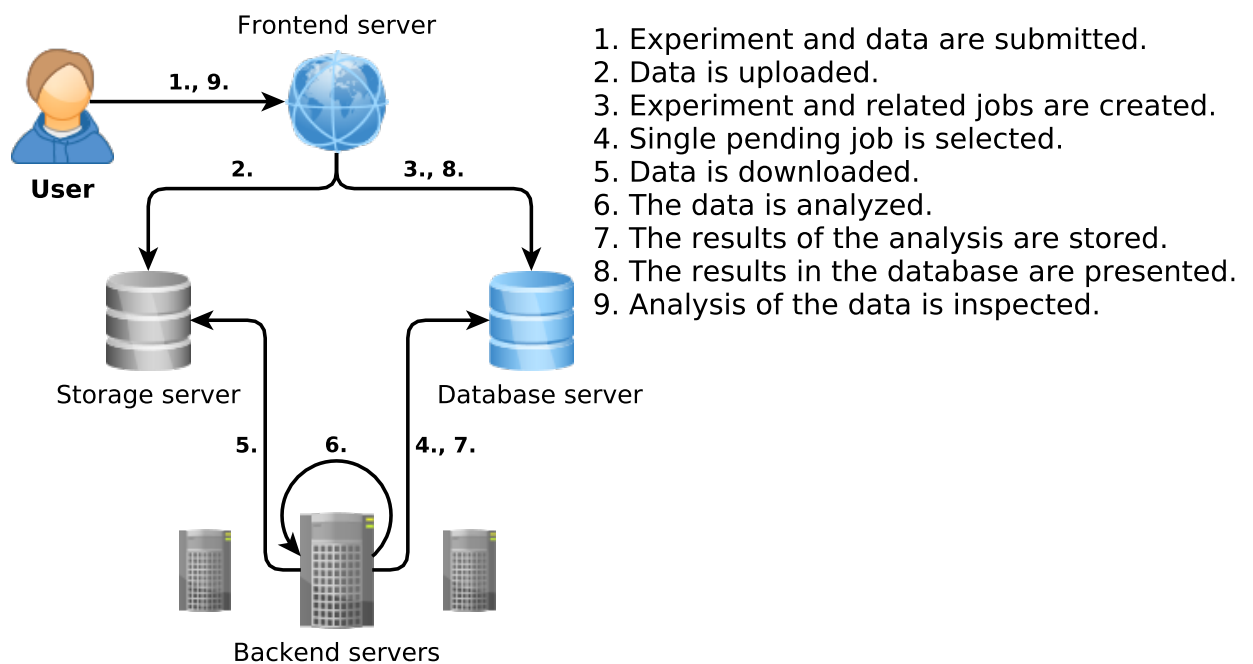 Frontend server
1. Experiment and data are submitted.
2. Data is uploaded.
3. Experiment and related jobs are created.
4. Single pending job is selected.
5. Data is downloaded.
6. The data is analyzed.
7. The results of the analysis are stored.
8. The results in the database are presented.
9. Analysis of the data is inspected.
1., 9.
User
2.
3., 8.
Storage server
Database server
5.
6.
4., 7.
Backend servers